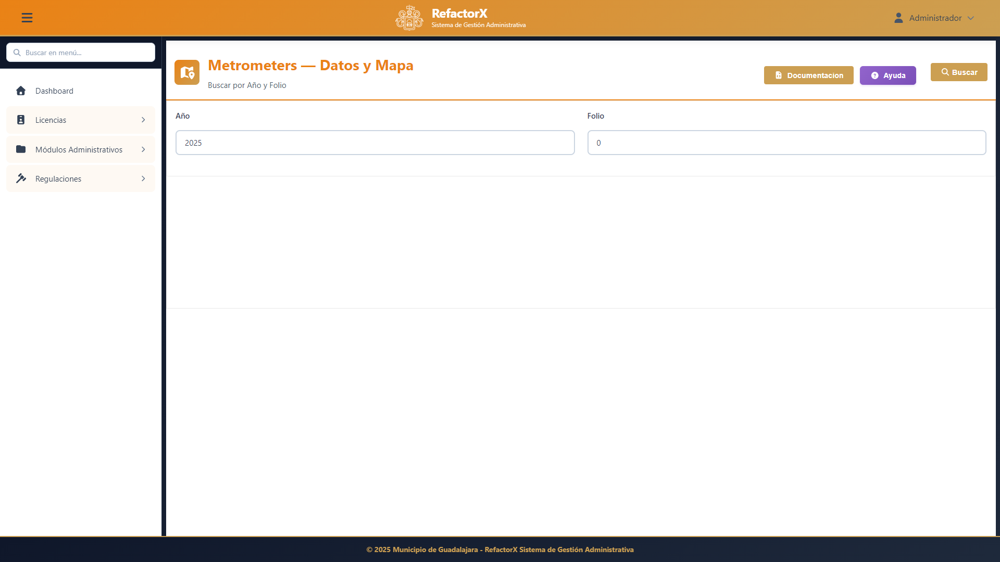 RefactorX
Sistema de Gestión Administrativa
Administrador
Buscar en menú...
Dashboard
Licencias
Módulos Administrativos
Regulaciones
Metrometers — Datos y Mapa
Buscar por Año y Folio
Documentacion
Ayuda
Buscar
Año
Folio
2025
0
© 2025 Municipio de Guadalajara - RefactorX Sistema de Gestión Administrativa